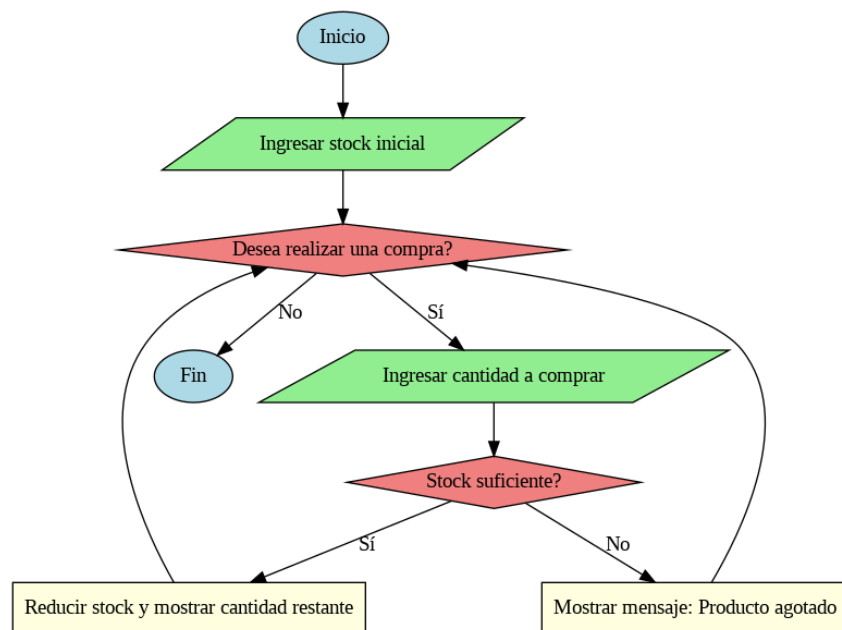 Inicio
Ingresar stock inicial
Desea realizar una compra?
No
Sí
Fin
Ingresar cantidad a comprar
Stock suficiente?
Sí
No
Reducir stock y mostrar cantidad restante
Mostrar mensaje: Producto agotado